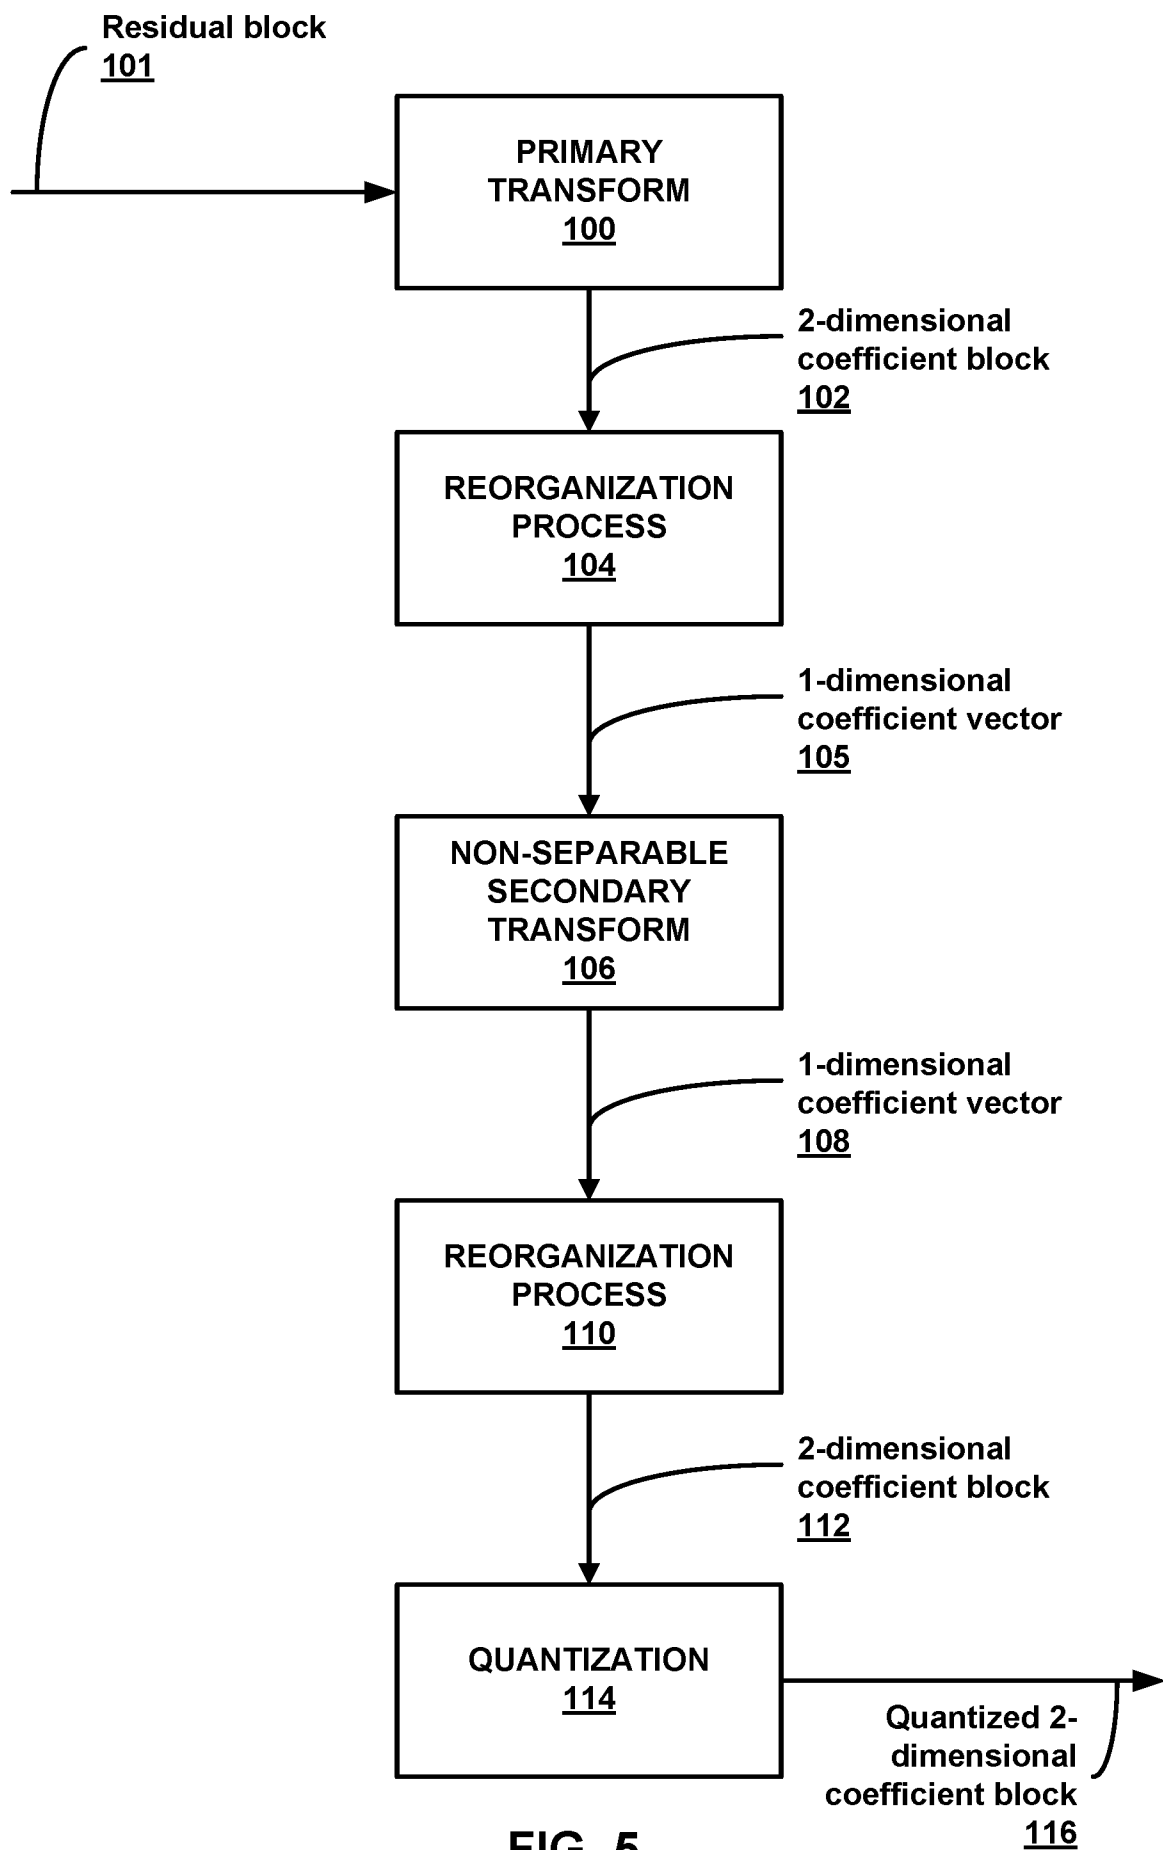 Residual block
101
PRIMARY
TRANSFORM
100
2-dimensional
coefficient block
102
REORGANIZATION
PROCESS
104
1-dimensional
coefficient vector
105
NON-SEPARABLE
SECONDARY
TRANSFORM
106
1-dimensional
coefficient vector
108
REORGANIZATION
PROCESS
110
2-dimensional
coefficient block
112
QUANTIZATION
114
Quantized 2-
dimensional
coefficient block
116
FIG. 5